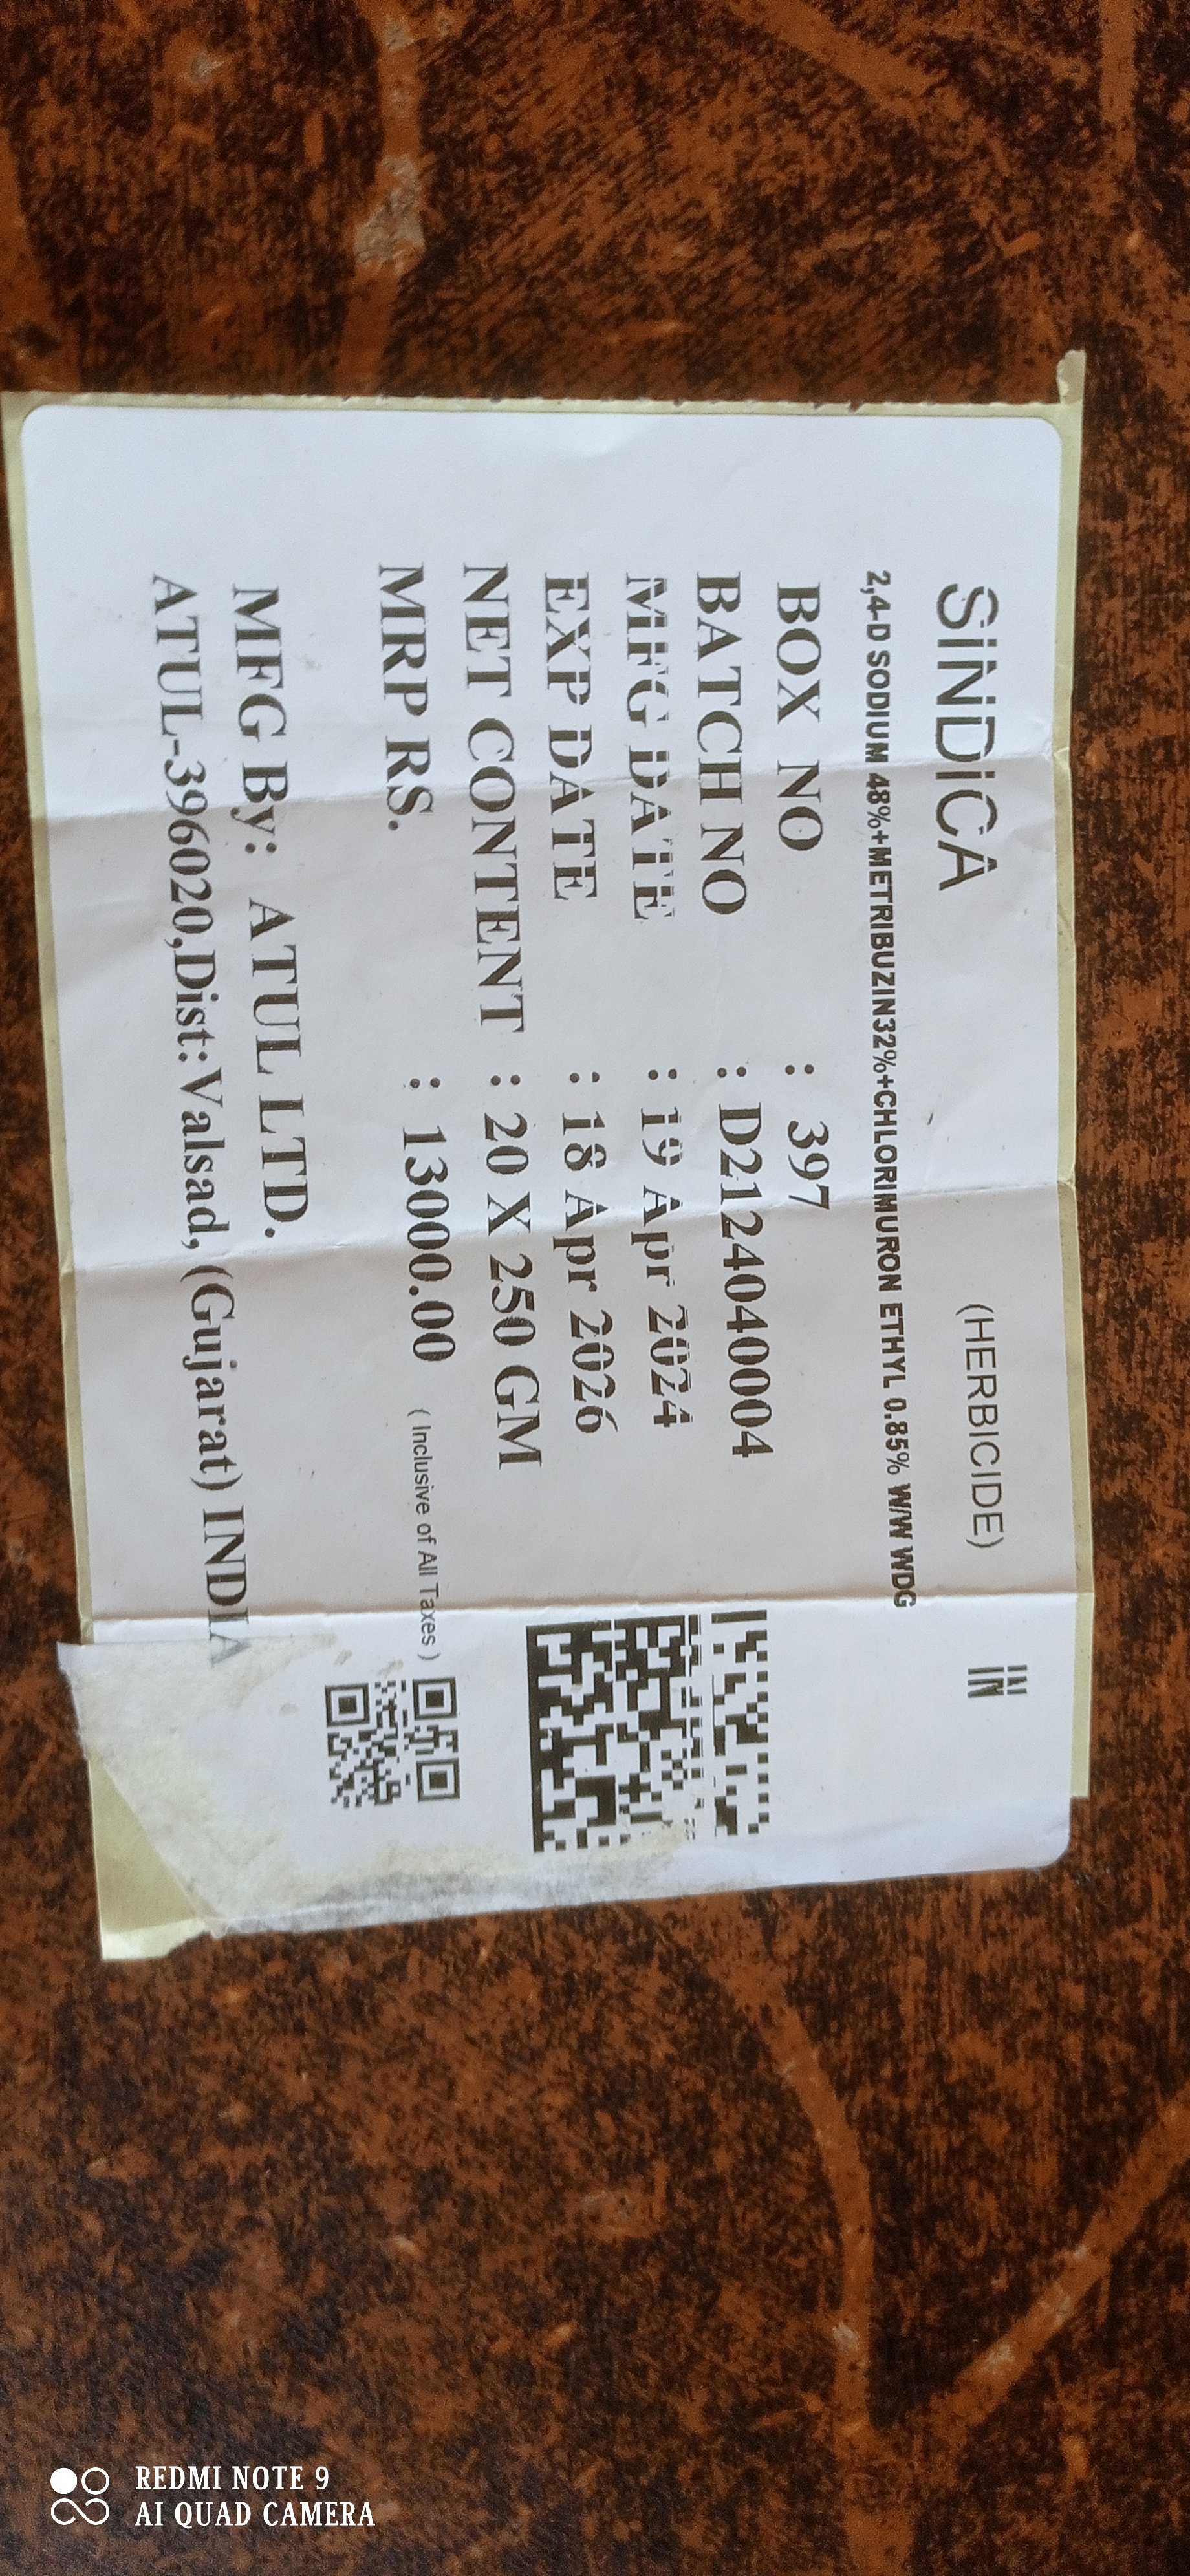 SiNDiCA (HERBICIDE) IN
2,4-D SODIUM 48%+METRIBUZIN32%+CHLORIMURON ETHYL 0.85% W/W WDG
BOX NO : 397
BATCH NO : D2124040004
MFG DATE : 19 Apr 2024
EXP DATE : 18 Apr 2026
NET CONTENT : 20 X 250 GM
MRP RS. : 13000.00 ( Inclusive of All Taxes )
MFG By: ATUL LTD.
ATUL-396020,Dist:Valsad, (Gujarat) INDIA
REDMI NOTE 9
AI QUAD CAMERA